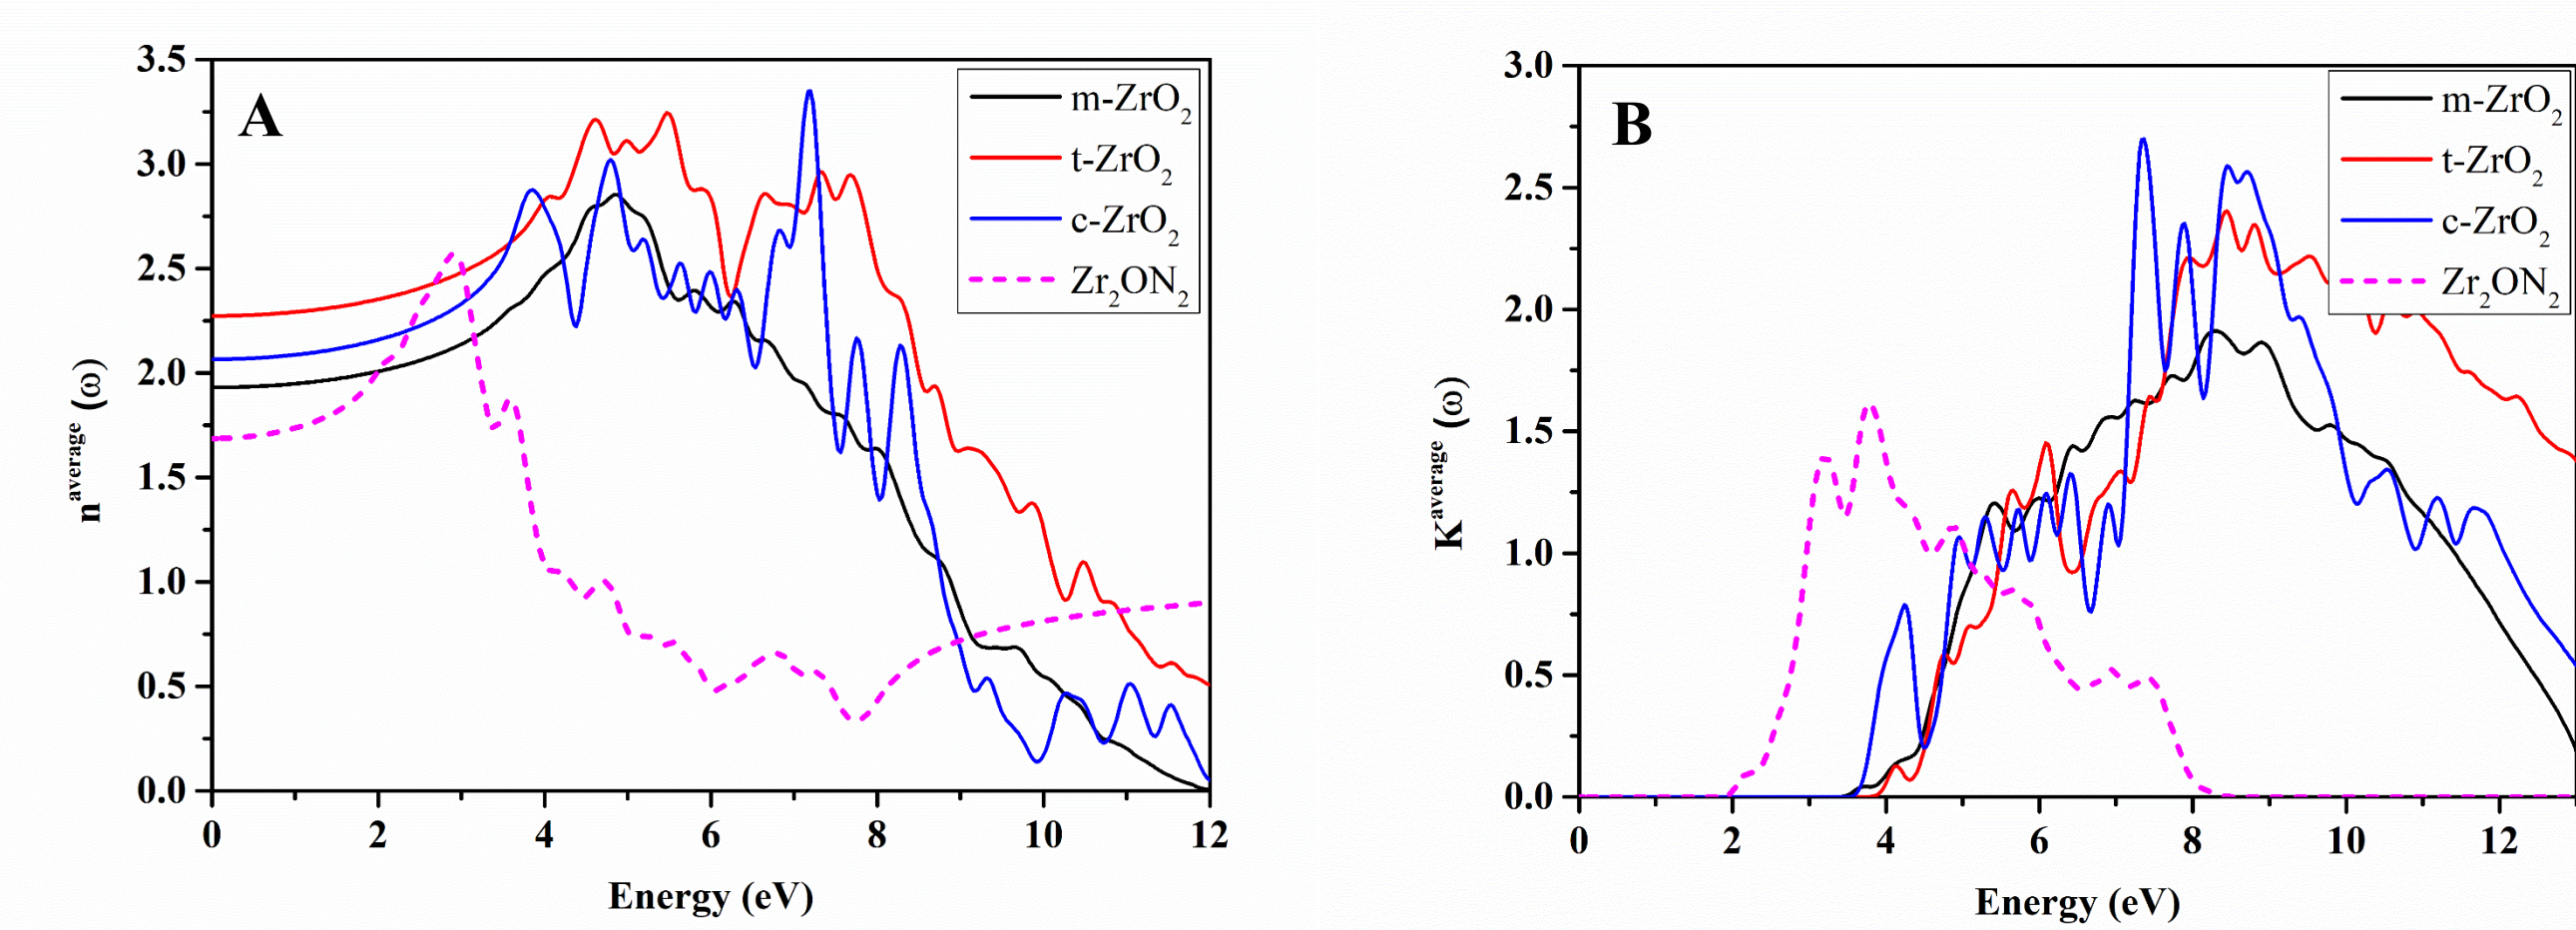 A
3.5
3.0
2.5
2.0
1.5
1.0
0.5
0.0
0 2 4 6 8 10 12
n^average (ω)
Energy (eV)
m-ZrO₂
t-ZrO₂
c-ZrO₂
Zr₂ON₂
B
3.0
2.5
2.0
1.5
1.0
0.5
0.0
0 2 4 6 8 10 12
K^average (ω)
Energy (eV)
m-ZrO₂
t-ZrO₂
c-ZrO₂
Zr₂ON₂